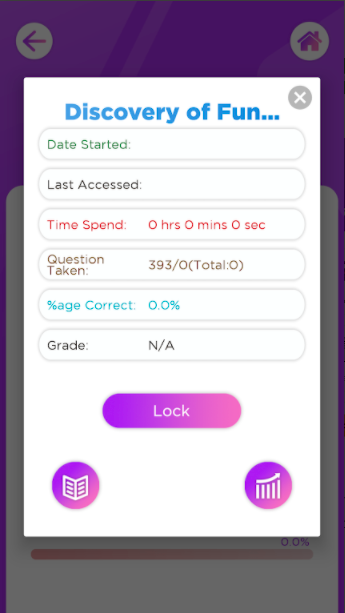 Discovery of Fun...
Date Started:
Last Accessed:
Time Spend: 0 hrs 0 mins 0 sec
Question
Taken: 393/0(Total:0)
%age Correct: 0.0%
Grade: N/A
Lock
0.0%